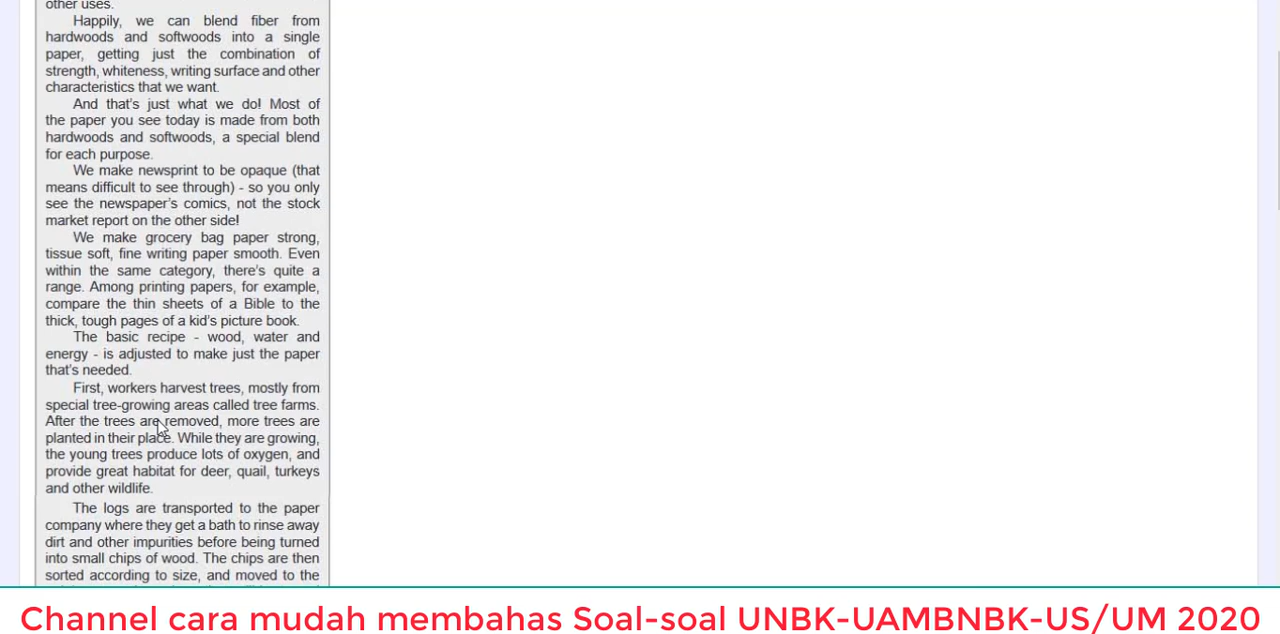 other uses.
Happily, we can blend fiber from
hardwoods and softwoods into a single
paper, getting just the combination of
strength, whiteness, writing surface and other
characteristics that we want.
And that's just what we do! Most of
the paper you see today is made from both
hardwoods and softwoods, a special blend
for each purpose.
We make newsprint to be opaque (that
means difficult to see through) - so you only
see the newspaper's comics, not the stock
market report on the other side!
We make grocery bag paper strong,
tissue soft, fine writing paper smooth. Even
within the same category, there's quite a
range. Among printing papers, for example,
compare the thin sheets of a Bible to the
thick, tough pages of a kid's picture book.
The basic recipe - wood, water and
energy - is adjusted to make just the paper
that's needed.
First, workers harvest trees, mostly from
special tree-growing areas called tree farms.
After the trees are removed, more trees are
planted in their place. While they are growing,
the young trees produce lots of oxygen, and
provide great habitat for deer, quail, turkeys
and other wildlife.
The logs are transported to the paper
company where they get a bath to rinse away
dirt and other impurities before being turned
into small chips of wood. The chips are then
sorted according to size, and moved to the
Channel cara mudah membahas Soal-soal UNBK-UAMBNBK-US/UM 2020